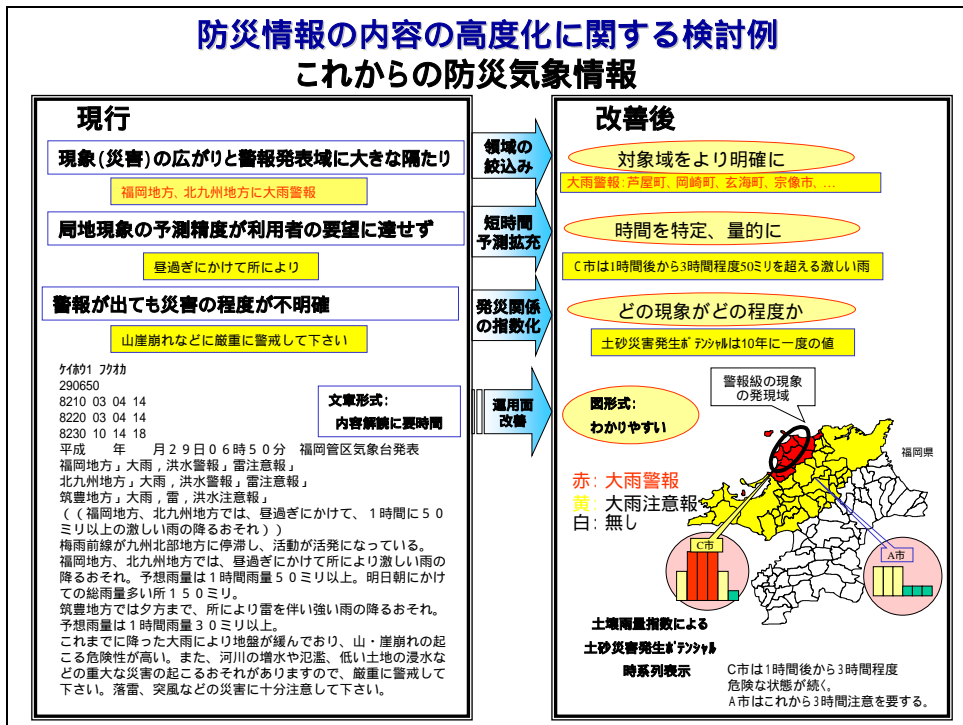 防災情報の内容の高度化に関する検討例
これからの防災気象情報
現行
現象(災害)の広がりと警報発表域に大きな隔たり
福岡地方、北九州地方に大雨警報
局地現象の予測精度が利用者の要望に達せず
昼過ぎにかけて所により
警報が出ても災害の程度が不明確
山崖崩れなどに厳重に警戒して下さい
ｹｲﾎｳ1 ﾌｸｵｶ
290650
8210 03 04 14
8220 03 04 14
8230 10 14 18
文章形式：
内容解読に要時間
平成　　年　　月２９日０６時５０分　福岡管区気象台発表
福岡地方」大雨，洪水警報」雷注意報」
北九州地方」大雨，洪水警報」雷注意報」
筑豊地方」大雨，雷，洪水注意報」
（（福岡地方、北九州地方では、昼過ぎにかけて、１時間に５０
ミリ以上の激しい雨の降るおそれ））
梅雨前線が九州北部地方に停滞し、活動が活発になっている。
福岡地方、北九州地方では、昼過ぎにかけて所により激しい雨の
降るおそれ。予想雨量は１時間雨量５０ミリ以上。明日朝にかけ
ての総雨量多い所１５０ミリ。
筑豊地方では夕方まで、所により雷を伴い強い雨の降るおそれ。
予想雨量は１時間雨量３０ミリ以上。
これまでに降った大雨により地盤が緩んでおり、山・崖崩れの起
こる危険性が高い。また、河川の増水や氾濫、低い土地の浸水な
どの重大な災害の起こるおそれがありますので、厳重に警戒して
下さい。落雷、突風などの災害に十分注意して下さい。
領域の
絞込み
短時間
予測拡充
発災関係
の指数化
運用面
改善
改善後
対象域をより明確に
大雨警報：芦屋町、岡崎町、玄海町、宗像市、…
時間を特定、量的に
C市は1時間後から3時間程度50ミリを超える激しい雨
どの現象がどの程度か
土砂災害発生ﾎﾟﾃﾝｼｬﾙは10年に一度の値
図形式：
わかりやすい
警報級の現象
の発現域
福岡県
赤：大雨警報
黄：大雨注意報
白：無し
C市
A市
土壌雨量指数による
土砂災害発生ﾎﾟﾃﾝｼｬﾙ
時系列表示
C市は1時間後から3時間程度
危険な状態が続く。
A市はこれから3時間注意を要する。